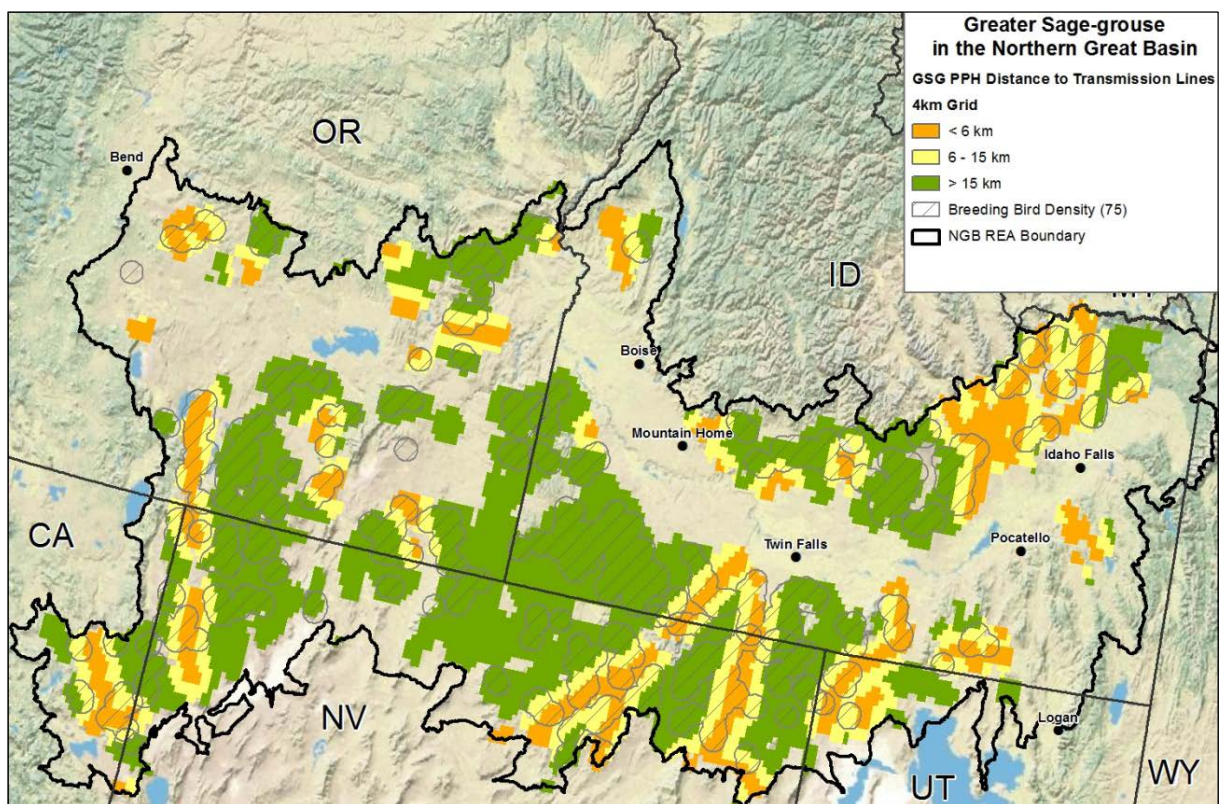 Greater Sage-grouse
in the Northern Great Basin
GSG PPH Distance to Transmission Lines
4km Grid
< 6 km
6 - 15 km
> 15 km
Breeding Bird Density (75)
NGB REA Boundary
OR
Bend
ID
Boise
Mountain Home
Idaho Falls
CA
Twin Falls
Pocatello
NV
Logan
UT
WY